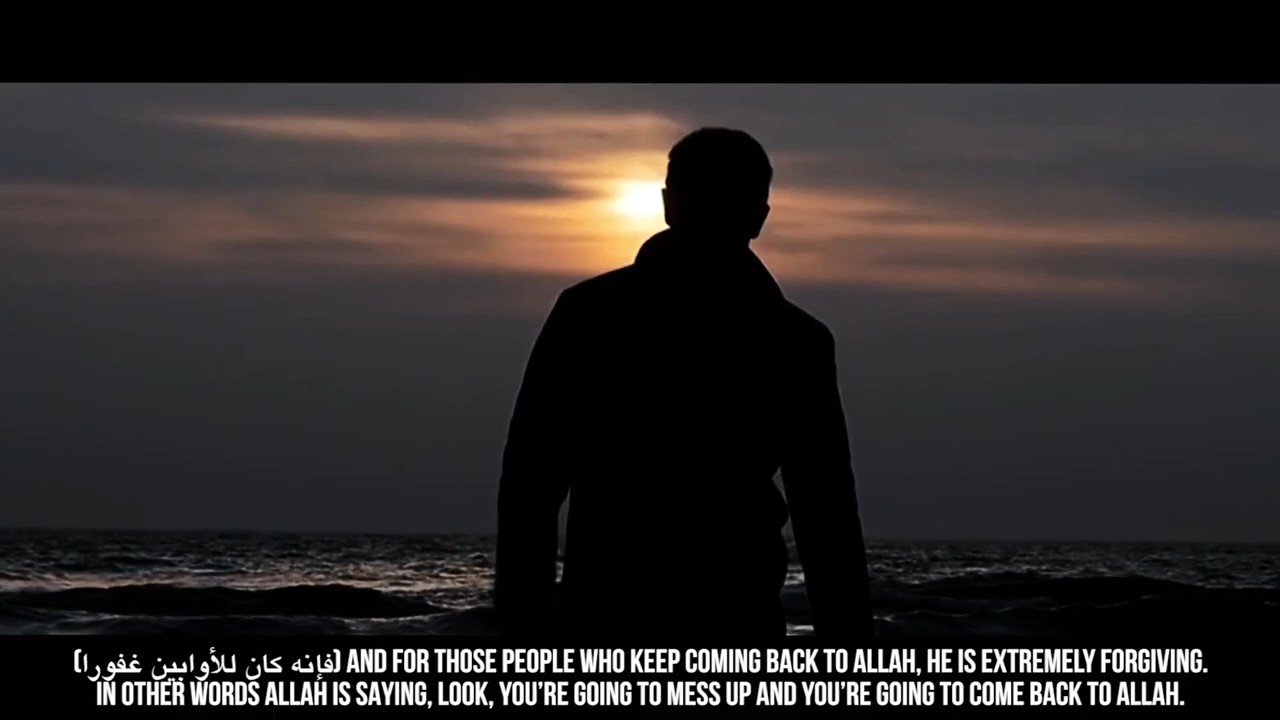 (فإنه كان للأوابين غفورا) AND FOR THOSE PEOPLE WHO KEEP COMING BACK TO ALLAH, HE IS EXTREMELY FORGIVING.
IN OTHER WORDS ALLAH IS SAYING, LOOK, YOU'RE GOING TO MESS UP AND YOU'RE GOING TO COME BACK TO ALLAH.